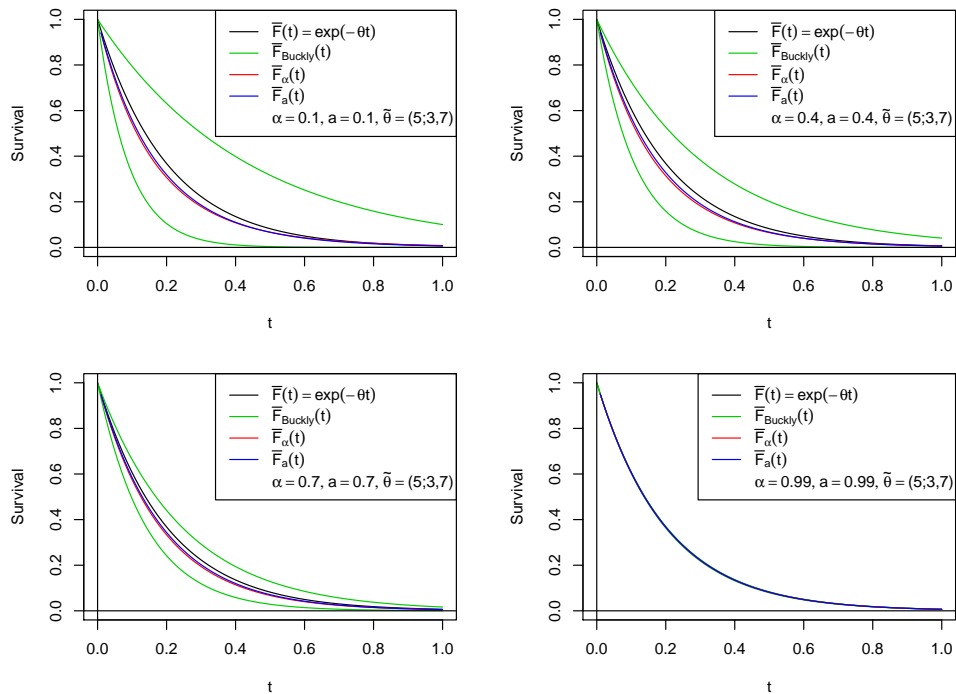 F̅(t) = exp(−θt)
F̅Buckly(t)
F̅α(t)
F̅a(t)
α = 0.1, a = 0.1, θ̃ = (5;3,7)
Survival
0.0 0.2 0.4 0.6 0.8 1.0
0.0 0.2 0.4 0.6 0.8 1.0
t
F̅(t) = exp(−θt)
F̅Buckly(t)
F̅α(t)
F̅a(t)
α = 0.4, a = 0.4, θ̃ = (5;3,7)
Survival
0.0 0.2 0.4 0.6 0.8 1.0
0.0 0.2 0.4 0.6 0.8 1.0
t
F̅(t) = exp(−θt)
F̅Buckly(t)
F̅α(t)
F̅a(t)
α = 0.7, a = 0.7, θ̃ = (5;3,7)
Survival
0.0 0.2 0.4 0.6 0.8 1.0
0.0 0.2 0.4 0.6 0.8 1.0
t
F̅(t) = exp(−θt)
F̅Buckly(t)
F̅α(t)
F̅a(t)
α = 0.99, a = 0.99, θ̃ = (5;3,7)
Survival
0.0 0.2 0.4 0.6 0.8 1.0
0.0 0.2 0.4 0.6 0.8 1.0
t